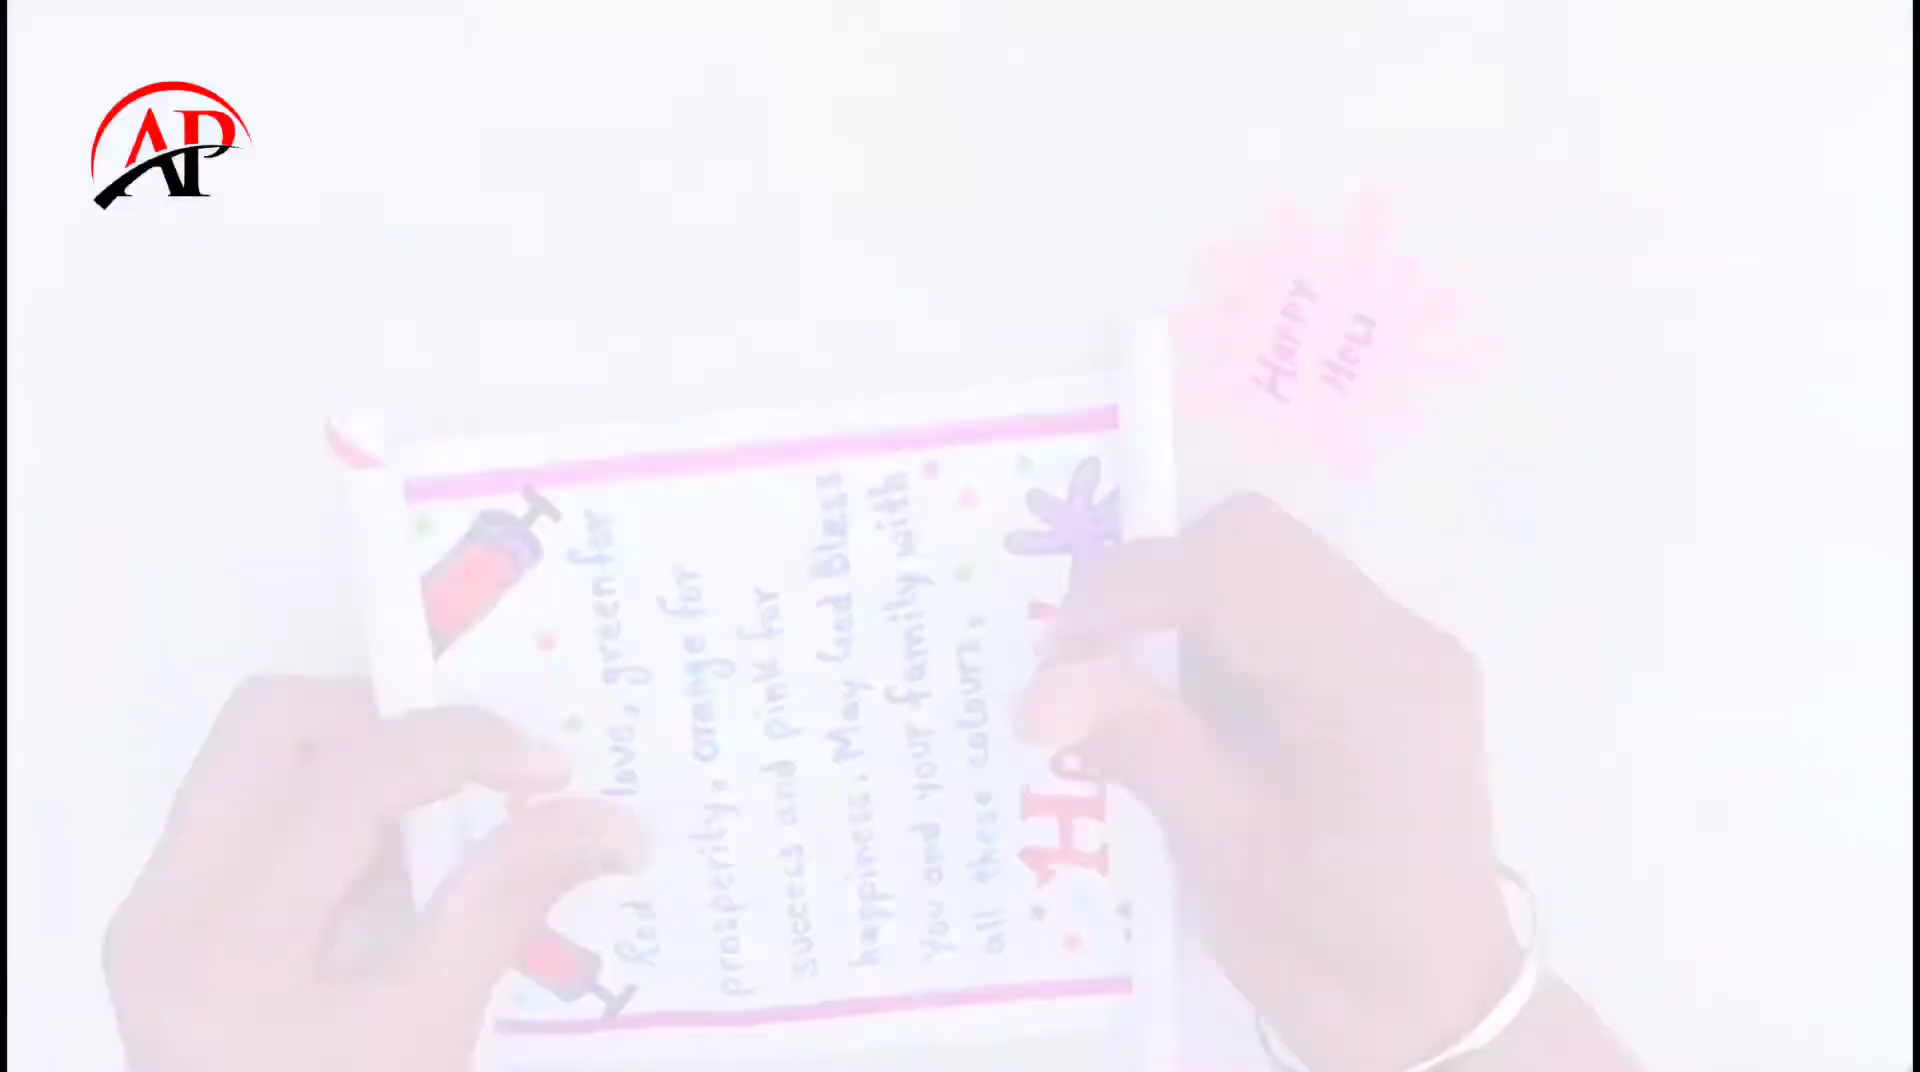 AP
Happy
Holi
Red love, green for
prosperity, orange for
success and pink for
happiness. May God Bless
You and your family with
all these colours,